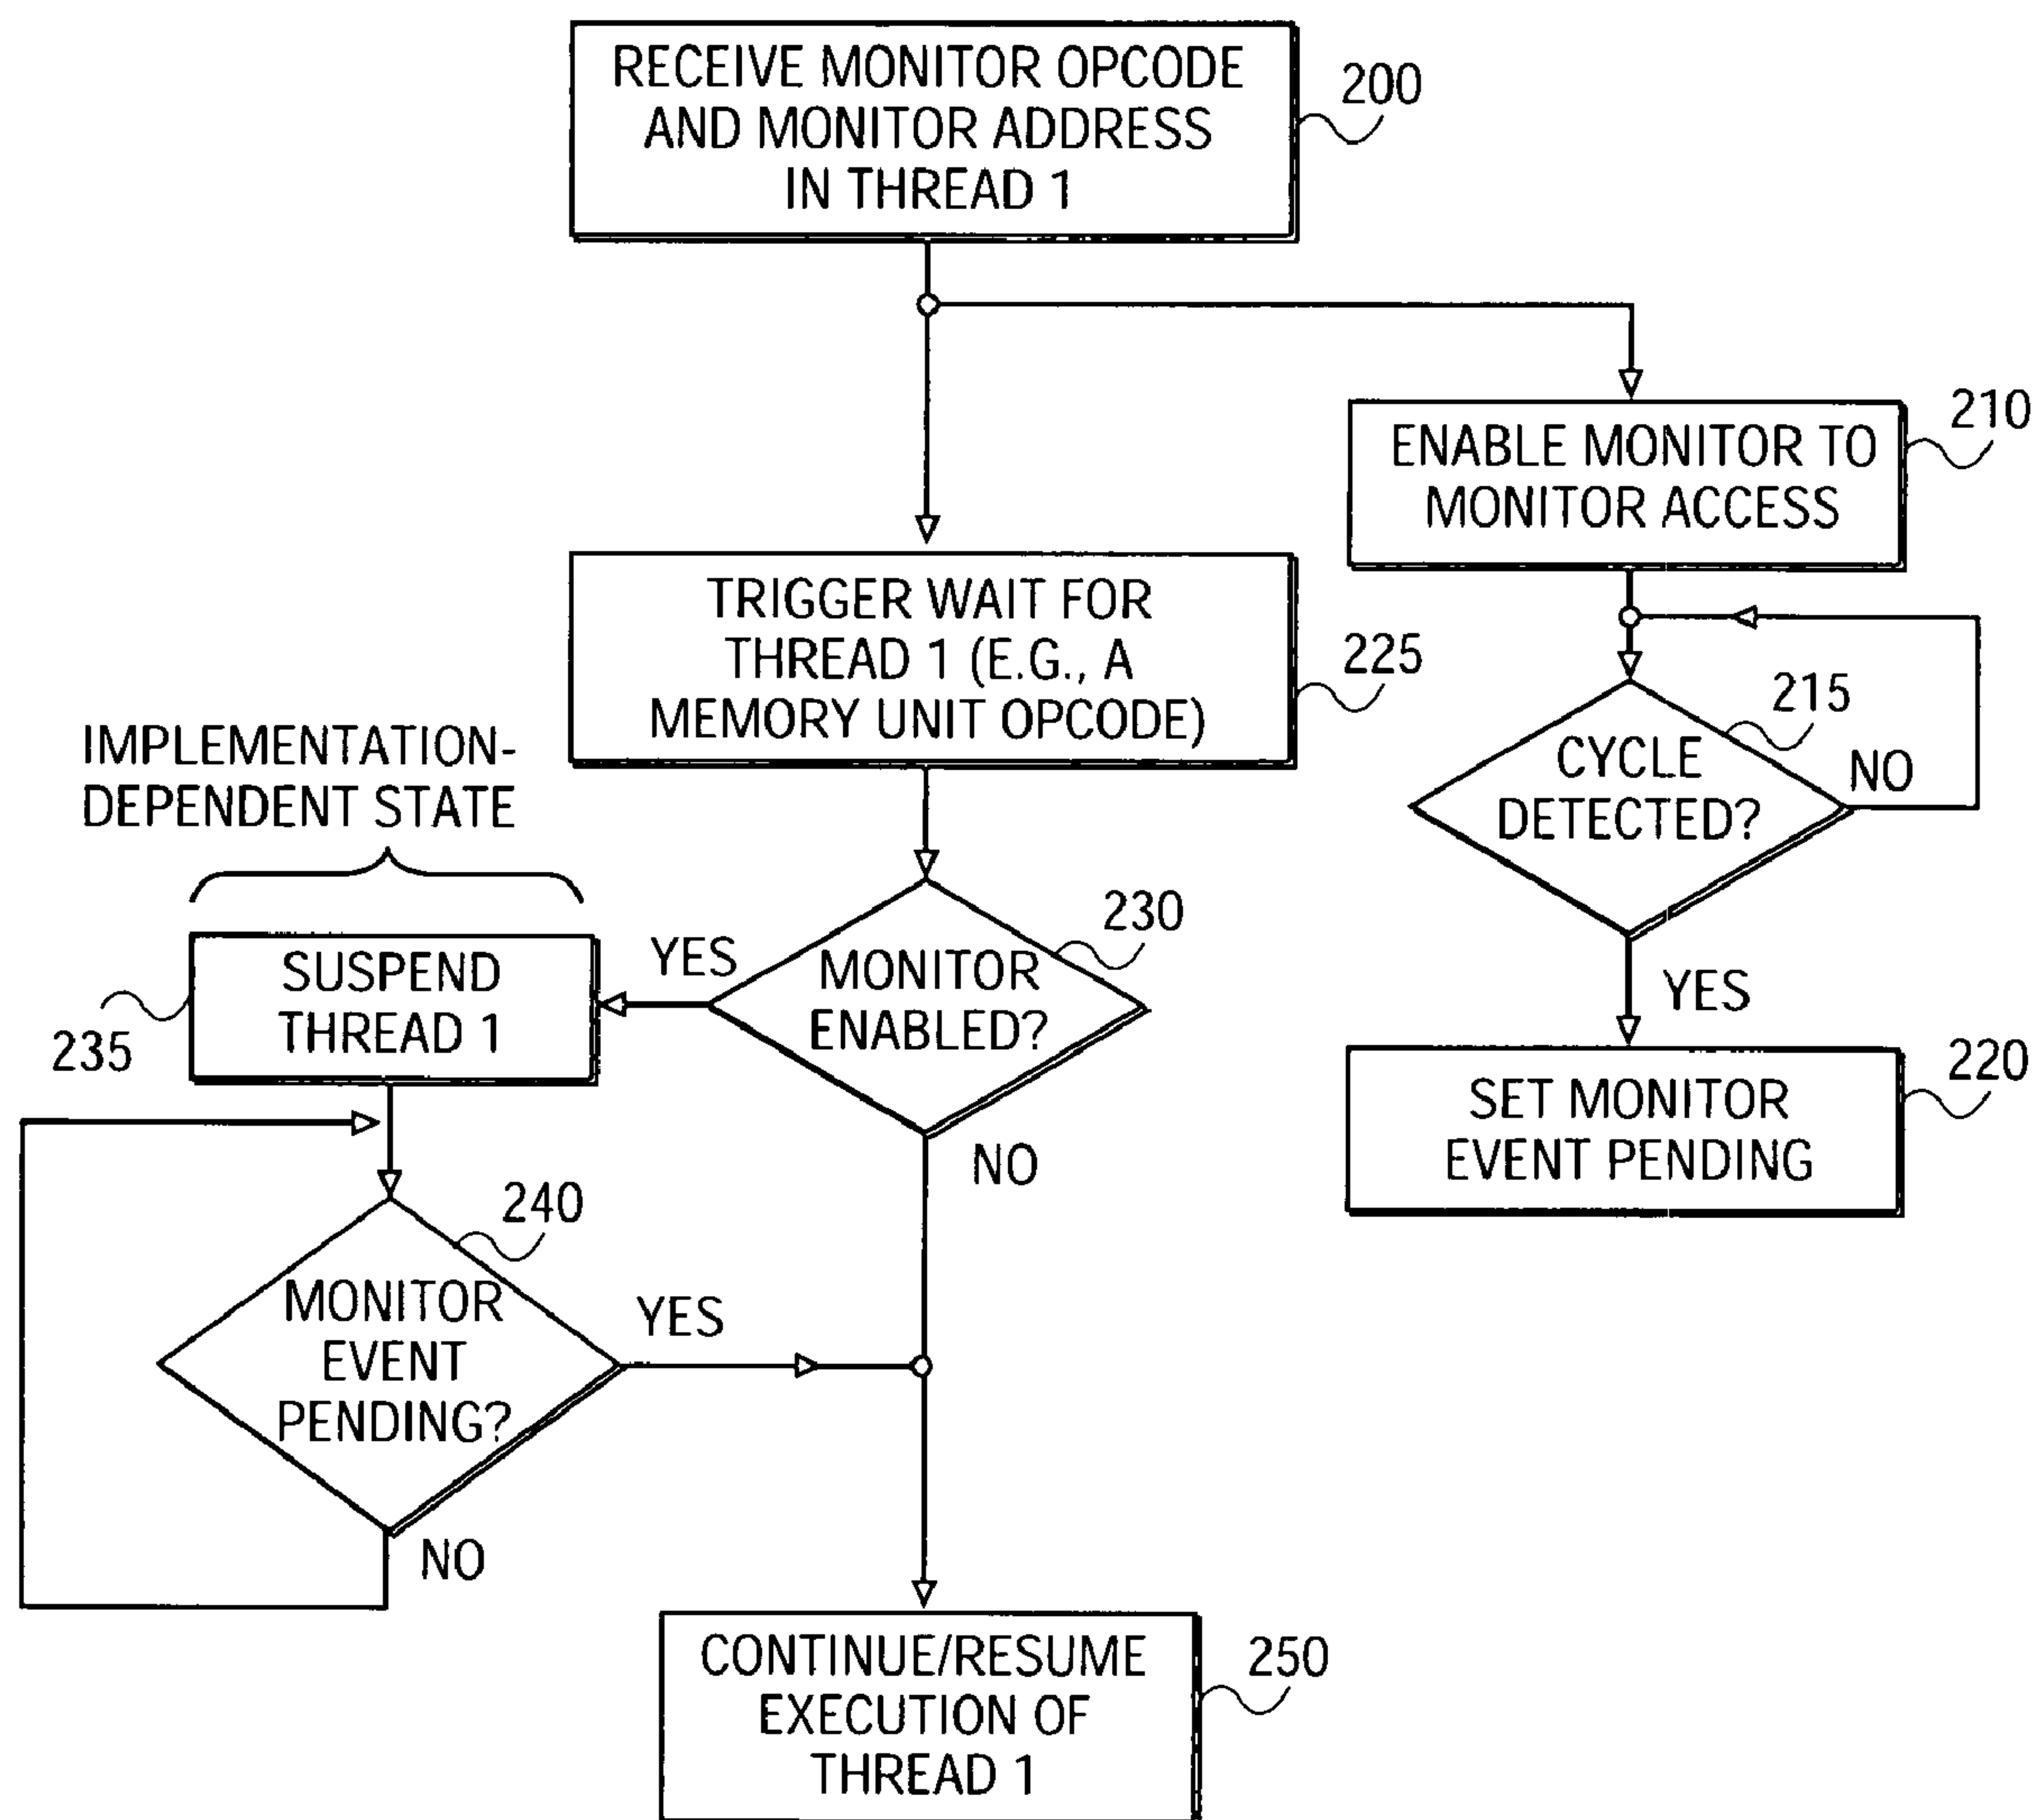 RECEIVE MONITOR OPCODE
AND MONITOR ADDRESS
IN THREAD 1
200
ENABLE MONITOR TO
MONITOR ACCESS
210
TRIGGER WAIT FOR
THREAD 1 (E.G., A
MEMORY UNIT OPCODE)
225
CYCLE
DETECTED?
215
NO
YES
IMPLEMENTATION-
DEPENDENT STATE
SUSPEND
THREAD 1
235
YES
MONITOR
ENABLED?
230
NO
SET MONITOR
EVENT PENDING
220
MONITOR
EVENT
PENDING?
240
YES
NO
CONTINUE/RESUME
EXECUTION OF
THREAD 1
250